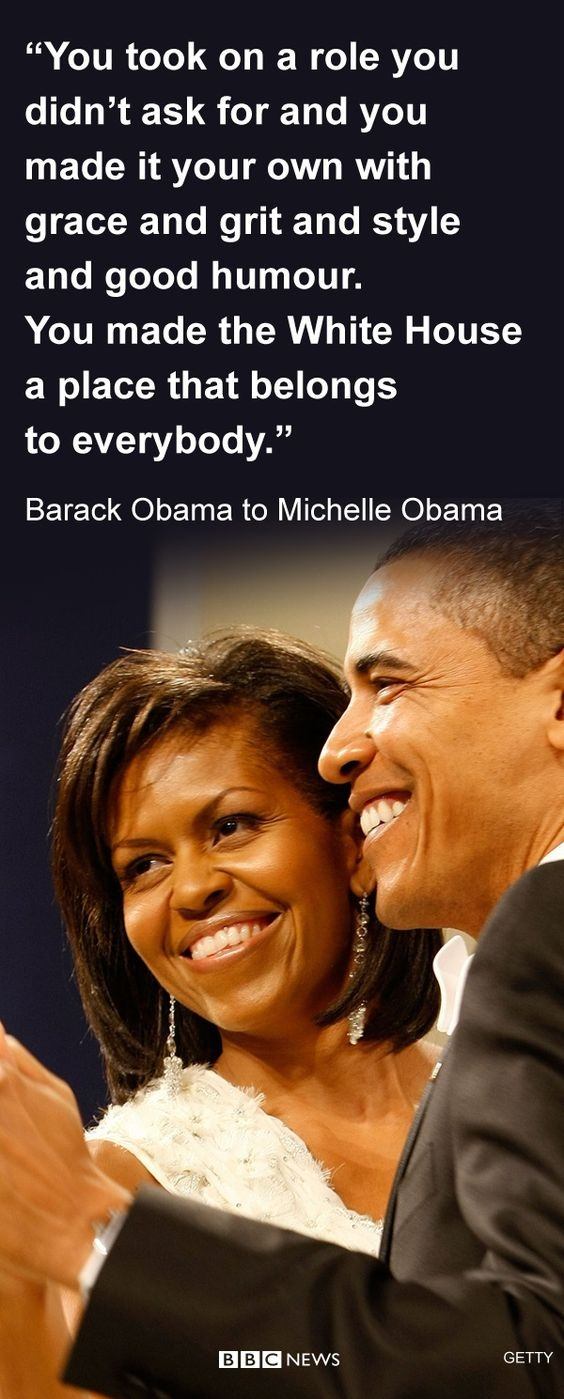 “You took on a role you
didn’t ask for and you
made it your own with
grace and grit and style
and good humour.
You made the White House
a place that belongs
to everybody.”
Barack Obama to Michelle Obama
BBC NEWS
GETTY